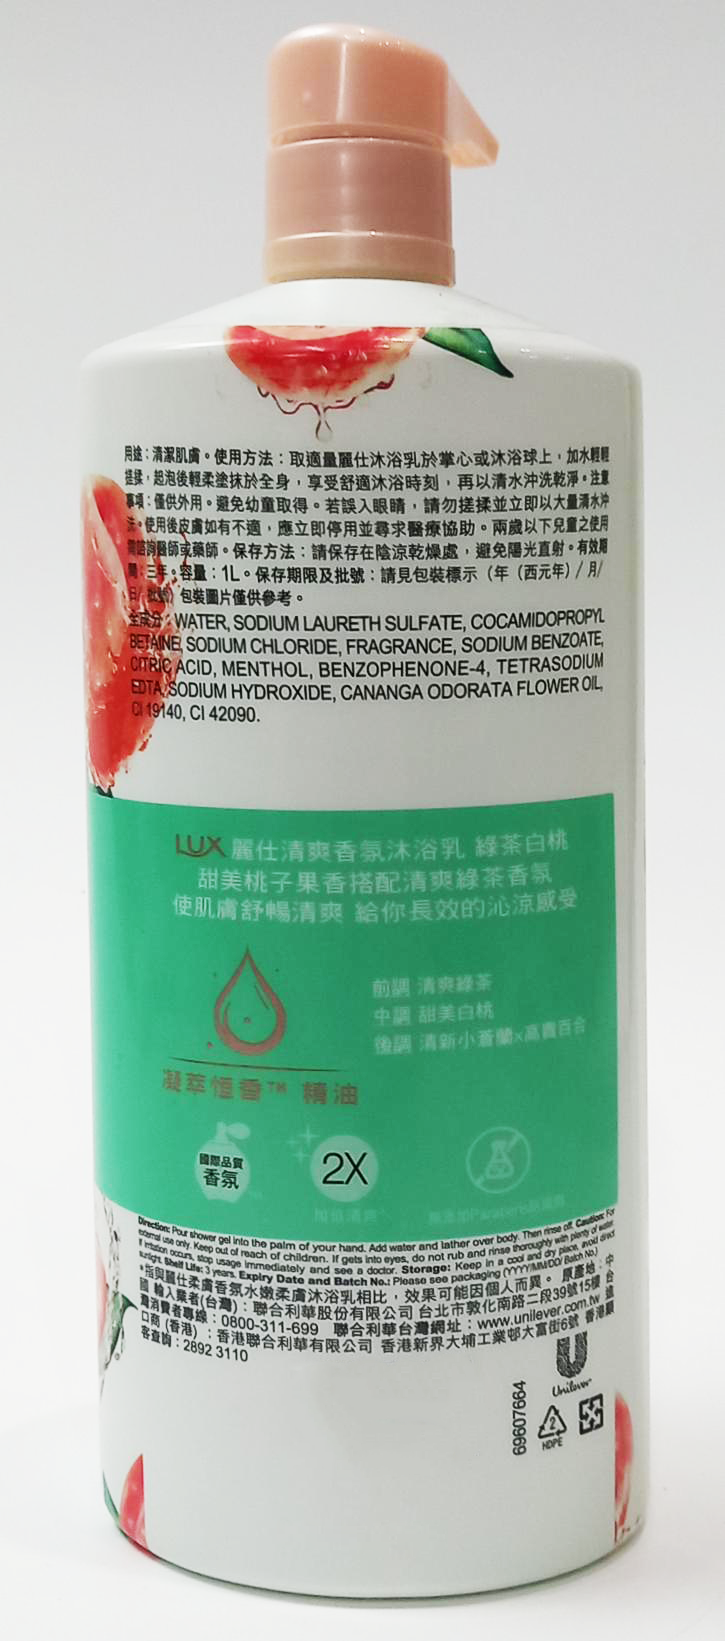 用途：清潔肌膚。使用方法：取適量麗仕沐浴乳於掌心或沐浴球上，加水輕輕
搓揉，起泡後輕柔塗抹於全身，享受舒適沐浴時刻，再以清水沖洗乾淨。注意
事項：僅供外用。避免幼童取得。若誤入眼睛，請勿搓揉並立即以大量清水沖
洗。使用後皮膚如有不適，應立即停用並尋求醫療協助。兩歲以下兒童之使用
需諮詢醫師或藥師。保存方法：請保存在陰涼乾燥處，避免陽光直射。有效期
間：三年。容量：1L。保存期限及批號：請見包裝標示（年（西元年）/月/
日/批號）包裝圖片僅供參考。
全成分：WATER, SODIUM LAURETH SULFATE, COCAMIDOPROPYL
BETAINE, SODIUM CHLORIDE, FRAGRANCE, SODIUM BENZOATE,
CITRIC ACID, MENTHOL, BENZOPHENONE-4, TETRASODIUM
EDTA, SODIUM HYDROXIDE, CANANGA ODORATA FLOWER OIL,
CI 19140, CI 42090.
LUX 麗仕清爽香氛沐浴乳 綠茶白桃
甜美桃子果香搭配清爽綠茶香氛
使肌膚舒暢清爽 給你長效的沁涼感受
前調 清爽綠茶
中調 甜美白桃
後調 清新小蒼蘭x高貴百合
凝萃恒香™ 精油
國際品質
香氛
2X
Direction: Pour shower gel into the palm of your hand. Add water and lather over body. Then rinse off. Caution: For
external use only. Keep out of reach of children. If gets into eyes, do not rub and rinse thoroughly with plenty of water.
If irritation occurs, stop usage immediately and see a doctor. Storage: Keep in a cool and dry place, avoid direct
sunlight. Shelf Life: 3 years. Expiry Date and Batch No.: Please see packaging (YYYY/MM/DD/ Batch No.)
*指與麗仕柔膚香氛水嫩柔膚沐浴乳相比，效果可能因個人而異。 原產地：中
國 輸入業者(台灣)：聯合利華股份有限公司 台北市敦化南路二段39號15樓 台
灣消費者專線：0800-311-699 聯合利華台灣網址：www.unilever.com.tw 進
口商 (香港)：香港聯合利華有限公司 香港新界大埔工業邨大富街6號 香港顧
客查詢：2892 3110
Unilever
69607664
2
HDPE